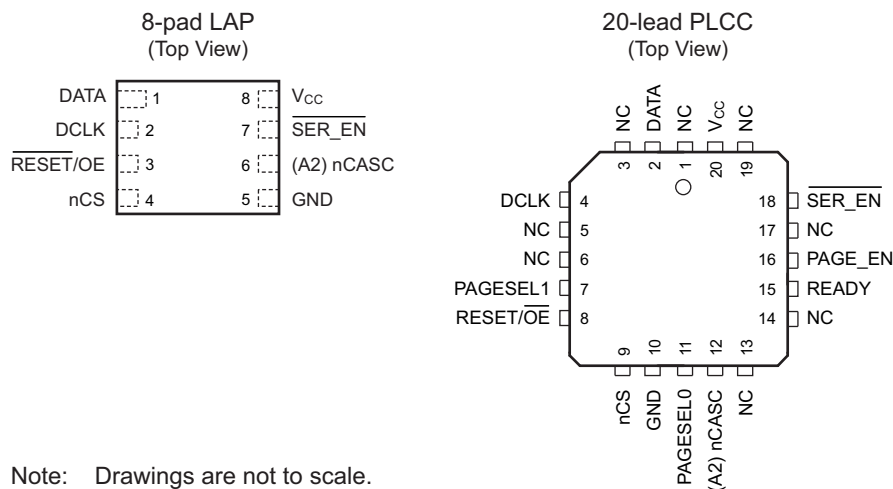 8-pad LAP
(Top View)
DATA 1 8 VCC
DCLK 2 7 SER_EN
RESET/OE 3 6 (A2) nCASC
nCS 4 5 GND
20-lead PLCC
(Top View)
NC DATA NC VCC NC
3 2 1 20 19
DCLK 4 18 SER_EN
NC 5 17 NC
NC 6 16 PAGE_EN
PAGESEL1 7 15 READY
RESET/OE 8 14 NC
9 10 11 12 13
nCS GND PAGESEL0 (A2) nCASC NC
Note: Drawings are not to scale.